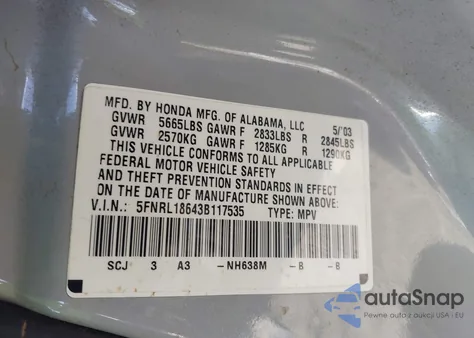 MFD. BY HONDA MFG. OF ALABAMA, LLC 5/'03
GVWR 5665LBS GAWR F 2833LBS R 2845LBS
GVWR 2570KG GAWR F 1285KG R 1290KG
THIS VEHICLE CONFORMS TO ALL APPLICABLE
FEDERAL MOTOR VEHICLE SAFETY
AND THEFT PREVENTION STANDARDS IN EFFECT
ON THE DATE OF MANUFACTURE SHOWN ABOVE.
V.I.N.: 5FNRL18643B117535 TYPE: MPV
SCJ 3 A3 -NH638M -B -B
autoSnap
Pewne auta z aukcji USA i EU